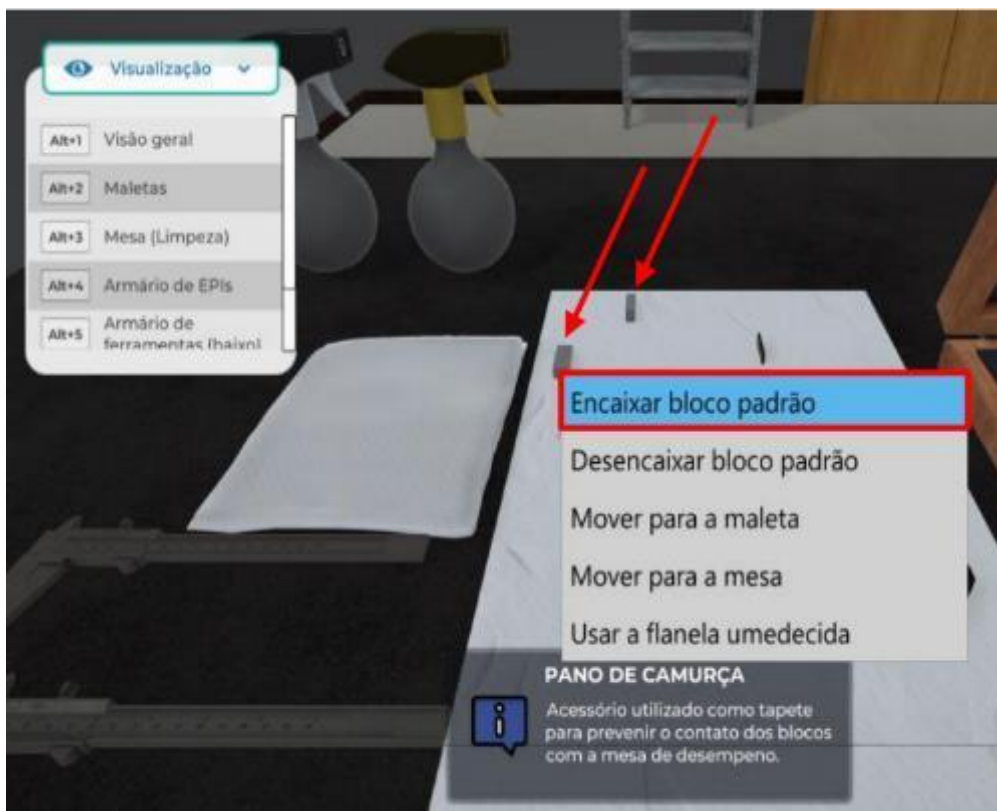 Visualização
Alt+1 Visão geral
Alt+2 Maletas
Alt+3 Mesa (Limpeza)
Alt+4 Armário de EPIs
Alt+5 Armário de
ferramentas (baixo)
Encaixar bloco padrão
Desencaixar bloco padrão
Mover para a maleta
Mover para a mesa
Usar a flanela umedecida
PANO DE CAMURÇA
Acessório utilizado como tapete
para prevenir o contato dos blocos
com a mesa de desempeno.